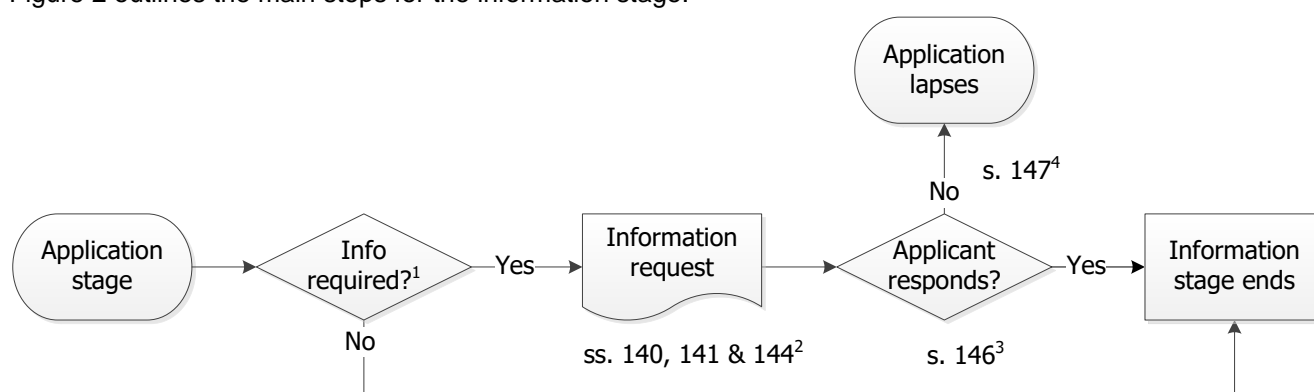 Figure 2 outlines the main steps for the information stage.
Application
lapses
s. 147⁴
No
Application
stage
Info
required?¹
Yes
Information
request
Applicant
responds?
Yes
Information
stage ends
No
ss. 140, 141 & 144²
s. 146³